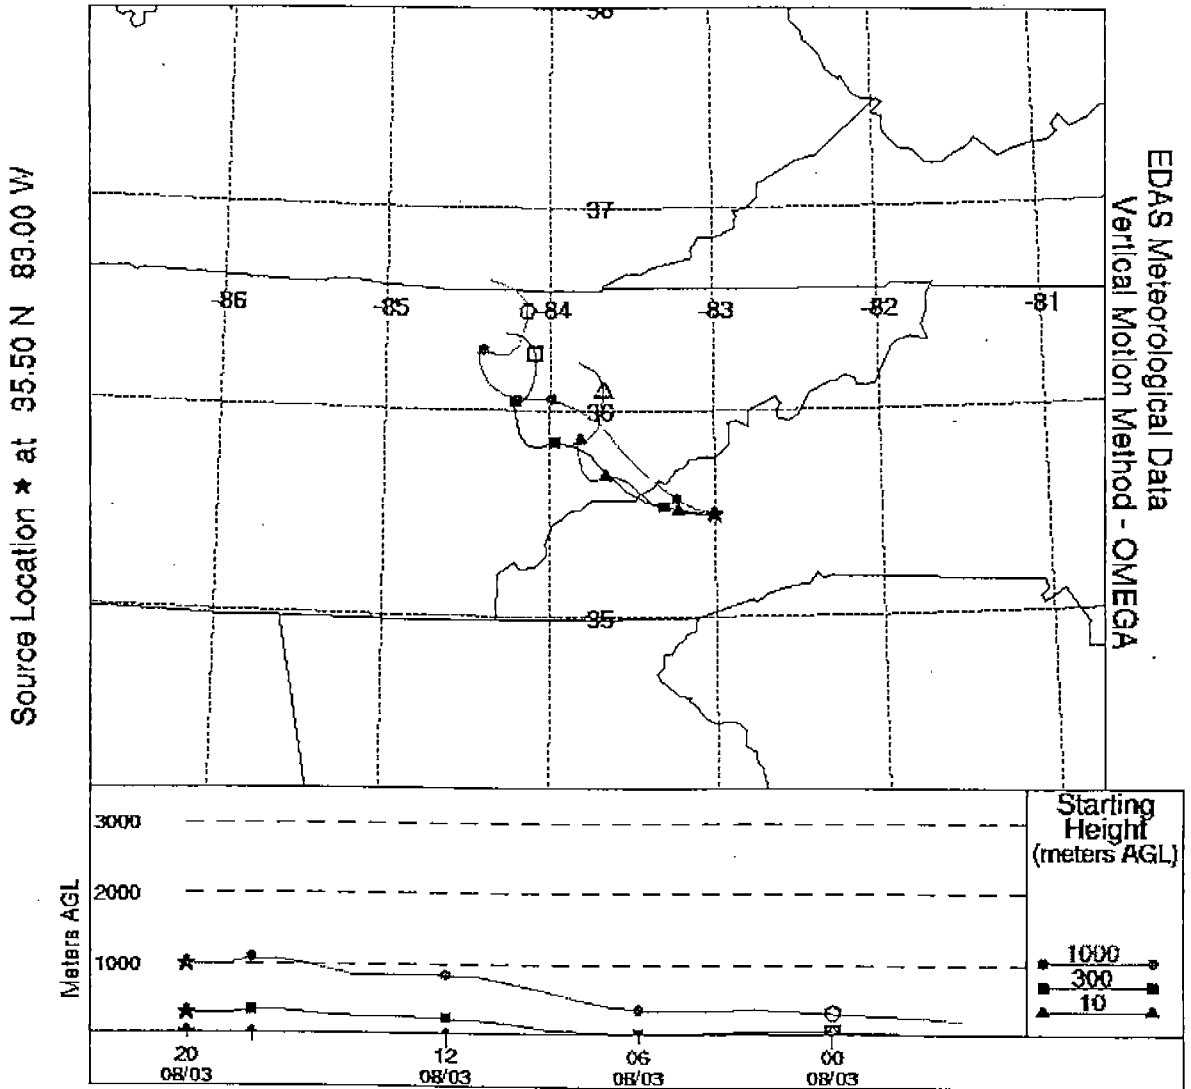 Source Location ★ at 35.50 N 83.00 W
EDAS Meteorological Data
Vertical Motion Method - OMEGA
38
37
-86 -85 -84 -83 -82 -81
36
35
Meters AGL
3000
2000
1000
20 12 06 00
08/03 08/03 08/03 08/03
Starting
Height
(meters AGL)
1000
300
10